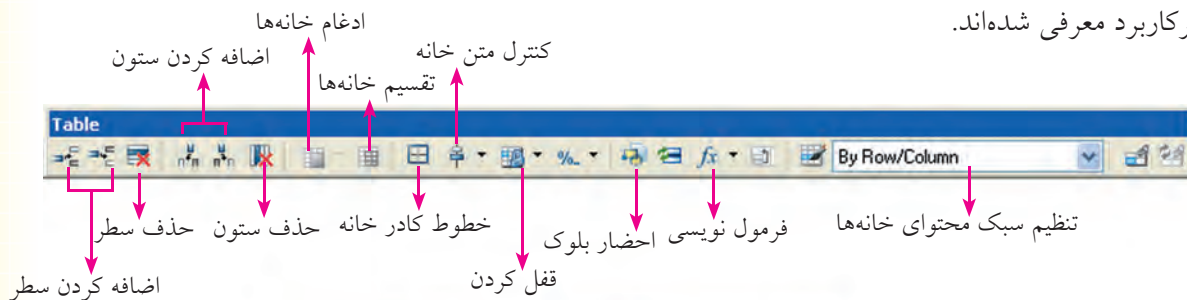 رکاربرد معرفی شده‌اند.
ادغام خانه‌ها
کنترل متن خانه
اضافه کردن ستون
تقسیم خانه‌ها
Table
%..
fx
By Row/Column
تنظیم سبک محتوای خانه‌ها
فرمول نویسی
احضار بلوک
خطوط کادر خانه
حذف ستون
حذف سطر
قفل کردن
اضافه کردن سطر